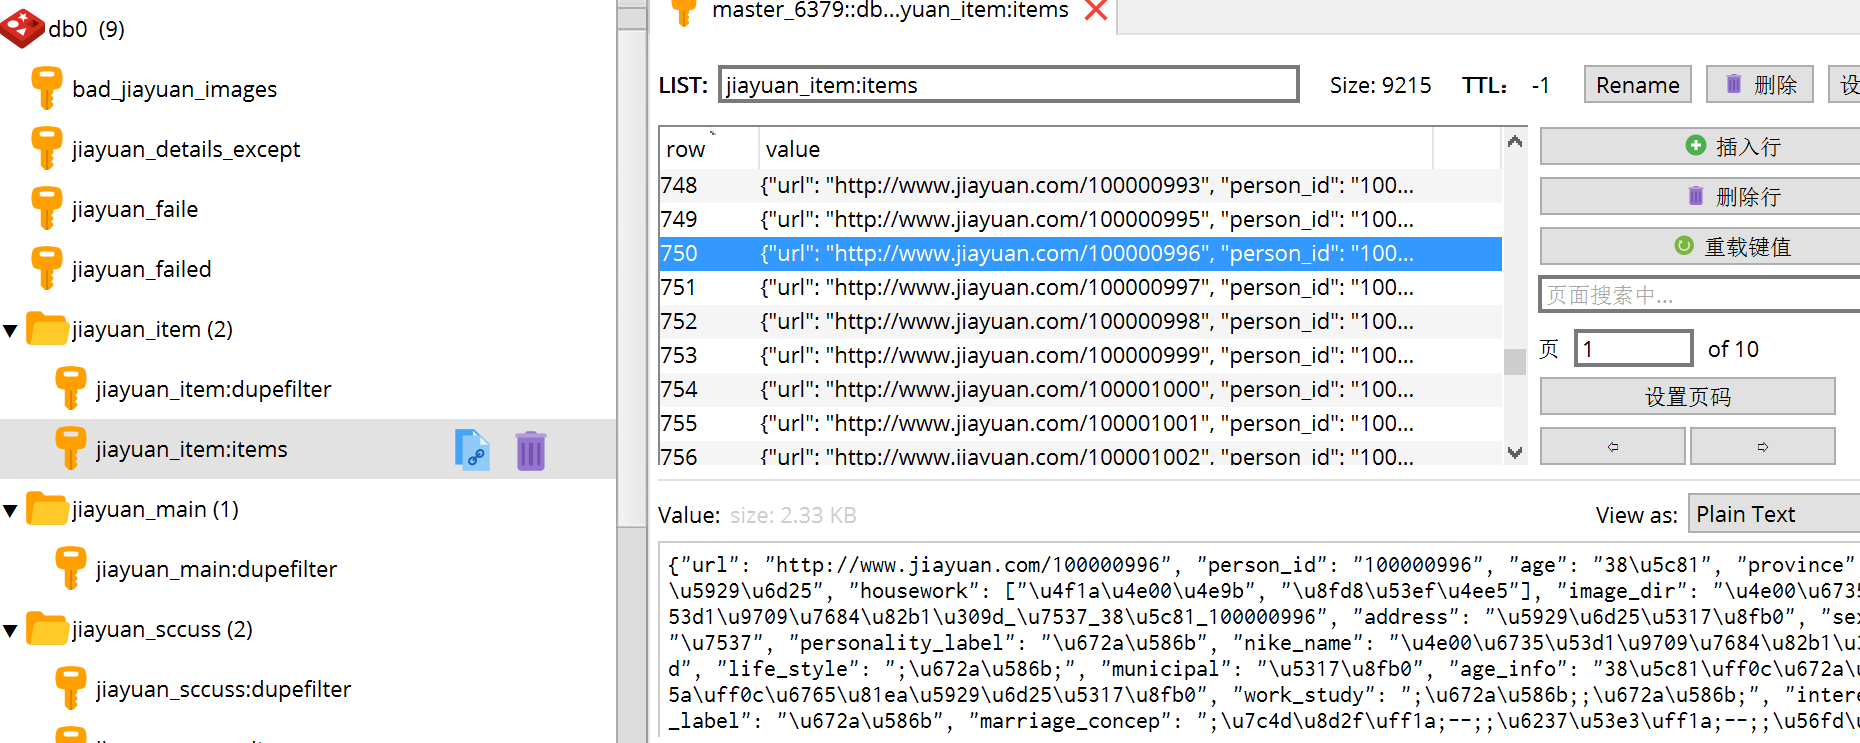 db0 (9)
bad_jiayuan_images
jiayuan_details_except
jiayuan_faile
jiayuan_failed
jiayuan_item (2)
jiayuan_item:dupefilter
jiayuan_item:items
jiayuan_main (1)
jiayuan_main:dupefilter
jiayuan_sccuss (2)
jiayuan_sccuss:dupefilter
master_6379::db...yuan_item:items
LIST: jiayuan_item:items Size: 9215 TTL: -1 Rename 删除 设
row value
748 {"url": "http://www.jiayuan.com/100000993", "person_id": "100...
749 {"url": "http://www.jiayuan.com/100000995", "person_id": "100...
750 {"url": "http://www.jiayuan.com/100000996", "person_id": "100...
751 {"url": "http://www.jiayuan.com/100000997", "person_id": "100...
752 {"url": "http://www.jiayuan.com/100000998", "person_id": "100...
753 {"url": "http://www.jiayuan.com/100000999", "person_id": "100...
754 {"url": "http://www.jiayuan.com/100001000", "person_id": "100...
755 {"url": "http://www.jiayuan.com/100001001", "person_id": "100...
756 {"url": "http://www.jiayuan.com/100001002", "person_id": "100...
插入行
删除行
重载键值
页面搜索中...
页 1 of 10
设置页码
⇦ ⇨
Value: size: 2.33 KB View as: Plain Text
{"url": "http://www.jiayuan.com/100000996", "person_id": "100000996", "age": "38\u5c81", "province"
\u5929\u6d25", "housework": ["\u4f1a\u4e00\u4e9b", "\u8fd8\u53ef\u4ee5"], "image_dir": "\u4e00\u6735
53d1\u9709\u7684\u82b1\u309d_\u7537_38\u5c81_100000996", "address": "\u5929\u6d25\u5317\u8fb0", "sex
"\u7537", "personality_label": "\u672a\u586b", "nike_name": "\u4e00\u6735\u53d1\u9709\u7684\u82b1\u3
d", "life_style": ";\u672a\u586b;", "municipal": "\u5317\u8fb0", "age_info": "38\u5c81\uff0c\u672a\u
5a\uff0c\u6765\u81ea\u5929\u6d25\u5317\u8fb0", "work_study": ";\u672a\u586b;;\u672a\u586b;", "intere
_label": "\u672a\u586b", "marriage_concep": ";\u7c4d\u8d2f\uff1a;--;;\u6237\u53e3\uff1a;--;;\u56fd\u